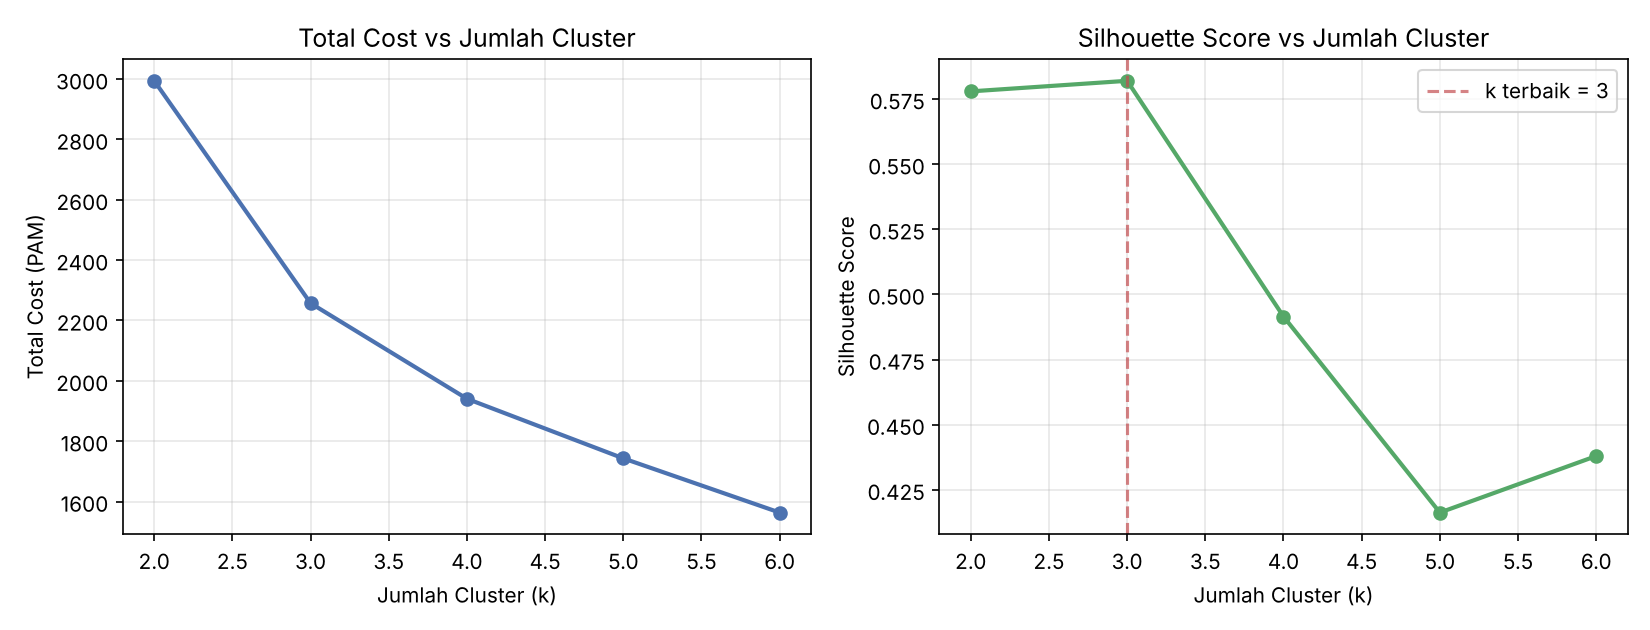 Total Cost vs Jumlah Cluster
3000
2800
2600
2400
2200
2000
1800
1600
Total Cost (PAM)
2.0 2.5 3.0 3.5 4.0 4.5 5.0 5.5 6.0
Jumlah Cluster (k)
Silhouette Score vs Jumlah Cluster
k terbaik = 3
0.575
0.550
0.525
0.500
0.475
0.450
0.425
Silhouette Score
2.0 2.5 3.0 3.5 4.0 4.5 5.0 5.5 6.0
Jumlah Cluster (k)